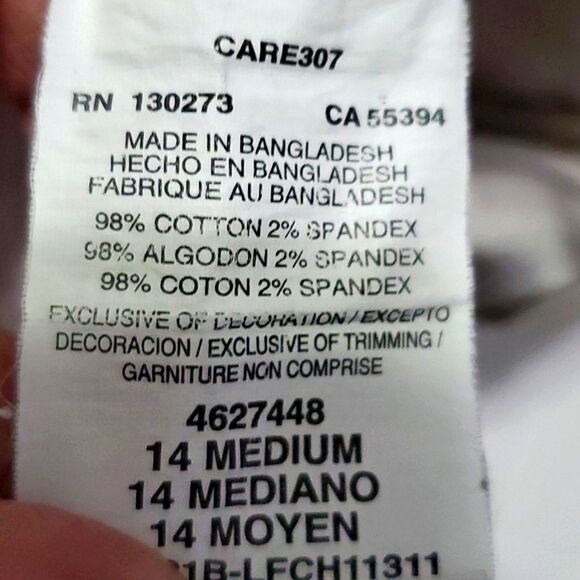 CARE307
RN 130273 CA 55394
MADE IN BANGLADESH
HECHO EN BANGLADESH
FABRIQUE AU BANGLADESH
98% COTTON 2% SPANDEX
98% ALGODON 2% SPANDEX
98% COTON 2% SPANDEX
EXCLUSIVE OF DECORATION / EXCEPTO
DECORACION / EXCLUSIVE OF TRIMMING /
GARNITURE NON COMPRISE
4627448
14 MEDIUM
14 MEDIANO
14 MOYEN